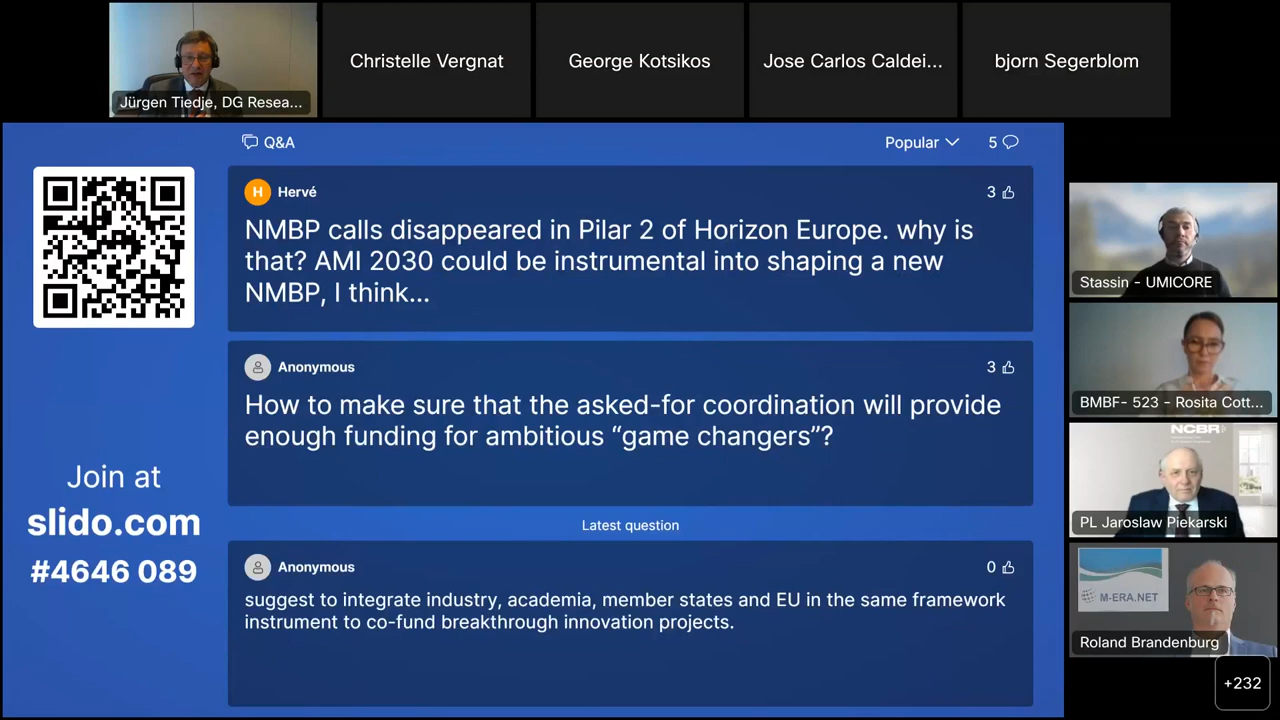 Jürgen Tiedje, DG Resea...
Christelle Vergnat
George Kotsikos
Jose Carlos Caldei...
bjorn Segerblom
Q&A
Popular
5
H
Hervé
3
NMBP calls disappeared in Pilar 2 of Horizon Europe. why is
that? AMI 2030 could be instrumental into shaping a new
NMBP, I think...
Anonymous
3
How to make sure that the asked-for coordination will provide
enough funding for ambitious “game changers”?
Latest question
Anonymous
0
suggest to integrate industry, academia, member states and EU in the same framework
instrument to co-fund breakthrough innovation projects.
Join at
slido.com
#4646 089
Stassin - UMICORE
BMBF- 523 - Rosita Cott...
NCBR
PL Jaroslaw Piekarski
M-ERA.NET
Roland Brandenburg
+232